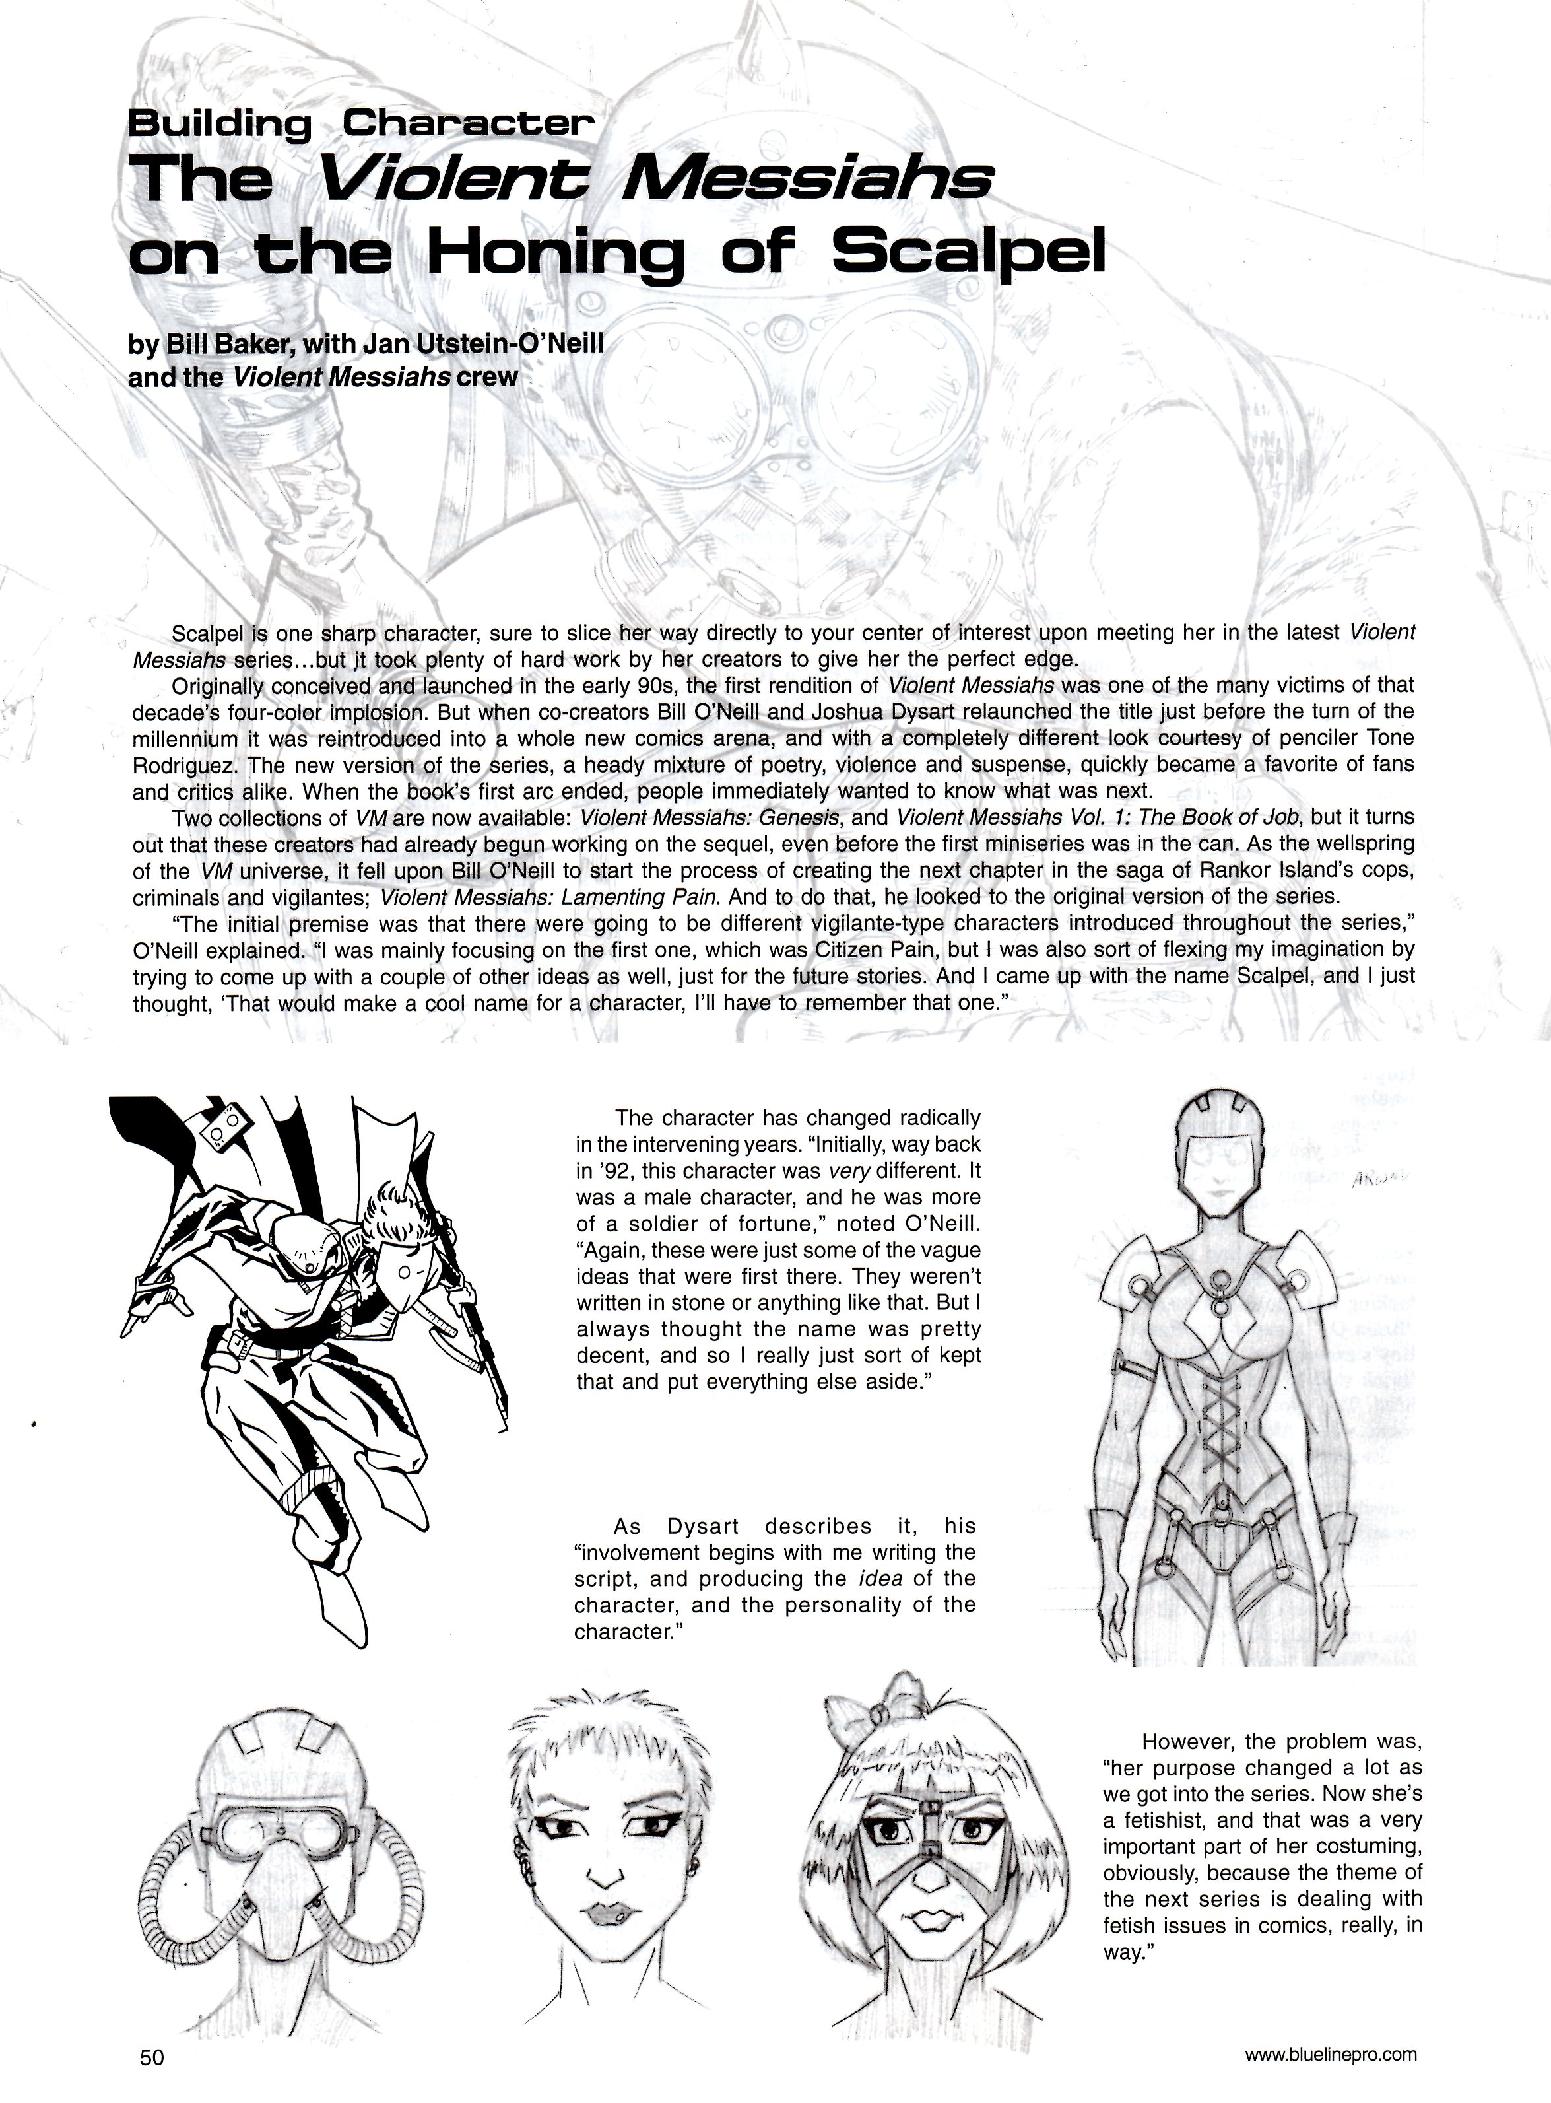 Building Character
The Violent Messiahs
on the Honing of Scalpel
by Bill Baker, with Jan Utstein-O'Neill
and the Violent Messiahs crew
Scalpel is one sharp character, sure to slice her way directly to your center of interest upon meeting her in the latest Violent
Messiahs series...but it took plenty of hard work by her creators to give her the perfect edge.
Originally conceived and launched in the early 90s, the first rendition of Violent Messiahs was one of the many victims of that
decade's four-color implosion. But when co-creators Bill O'Neill and Joshua Dysart relaunched the title just before the turn of the
millennium it was reintroduced into a whole new comics arena, and with a completely different look courtesy of penciler Tone
Rodriguez. The new version of the series, a heady mixture of poetry, violence and suspense, quickly became a favorite of fans
and critics alike. When the book's first arc ended, people immediately wanted to know what was next.
Two collections of VM are now available: Violent Messiahs: Genesis, and Violent Messiahs Vol. 1: The Book of Job, but it turns
out that these creators had already begun working on the sequel, even before the first miniseries was in the can. As the wellspring
of the VM universe, it fell upon Bill O'Neill to start the process of creating the next chapter in the saga of Rankor Island's cops,
criminals and vigilantes; Violent Messiahs: Lamenting Pain. And to do that, he looked to the original version of the series.
"The initial premise was that there were going to be different vigilante-type characters introduced throughout the series,"
O'Neill explained. "I was mainly focusing on the first one, which was Citizen Pain, but I was also sort of flexing my imagination by
trying to come up with a couple of other ideas as well, just for the future stories. And I came up with the name Scalpel, and I just
thought, 'That would make a cool name for a character, I'll have to remember that one."
The character has changed radically
in the intervening years. "Initially, way back
in '92, this character was very different. It
was a male character, and he was more
of a soldier of fortune," noted O'Neill.
"Again, these were just some of the vague
ideas that were first there. They weren't
written in stone or anything like that. But I
always thought the name was pretty
decent, and so I really just sort of kept
that and put everything else aside."
As Dysart describes it, his
"involvement begins with me writing the
script, and producing the idea of the
character, and the personality of the
character."
However, the problem was,
"her purpose changed a lot as
we got into the series. Now she's
a fetishist, and that was a very
important part of her costuming,
obviously, because the theme of
the next series is dealing with
fetish issues in comics, really, in
way."
50
www.bluelinepro.com